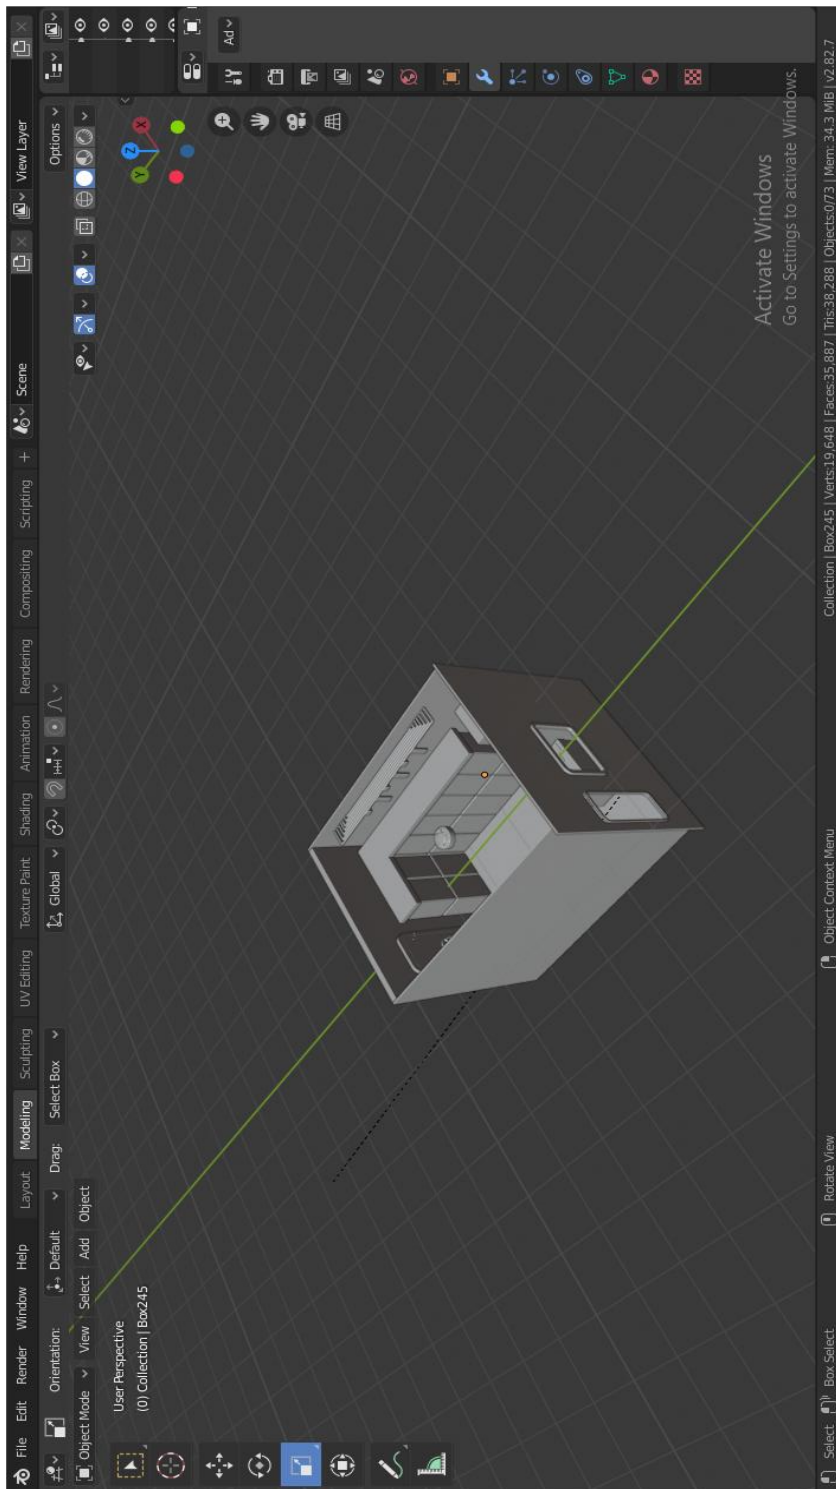 File Edit Render Window Help Layout Modeling Sculpting UV Editing Texture Paint Shading Animation Rendering Compositing Scripting + Scene View Layer
Orientation: Default Drag: Select Box Global Options
Object Mode View Select Add Object
User Perspective
(0) Collection | Box245
X
Y
Z
Ad
Activate Windows
Go to Settings to activate Windows.
Select Box Select Rotate View Object Context Menu Collection | Box245 | Verts:19,648 | Faces:35,887 | Tris:38,288 | Objects:0/73 | Mem: 34.3 MiB | v2.82.7